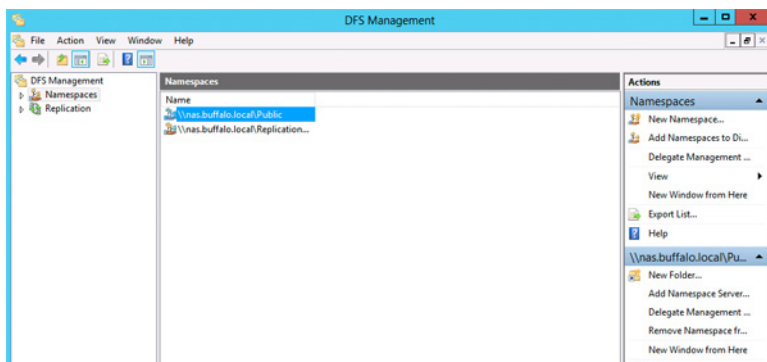 DFS Management
File Action View Window Help
DFS Management
Namespaces
Replication
Namespaces
Name
\\nas.buffalo.local\Public
\\nas.buffalo.local\Replication...
Actions
Namespaces
New Namespace...
Add Namespaces to Di...
Delegate Management ...
View
New Window from Here
Export List...
Help
\\nas.buffalo.local\Pu...
New Folder...
Add Namespace Server...
Delegate Management ...
Remove Namespace fr...
New Window from Here